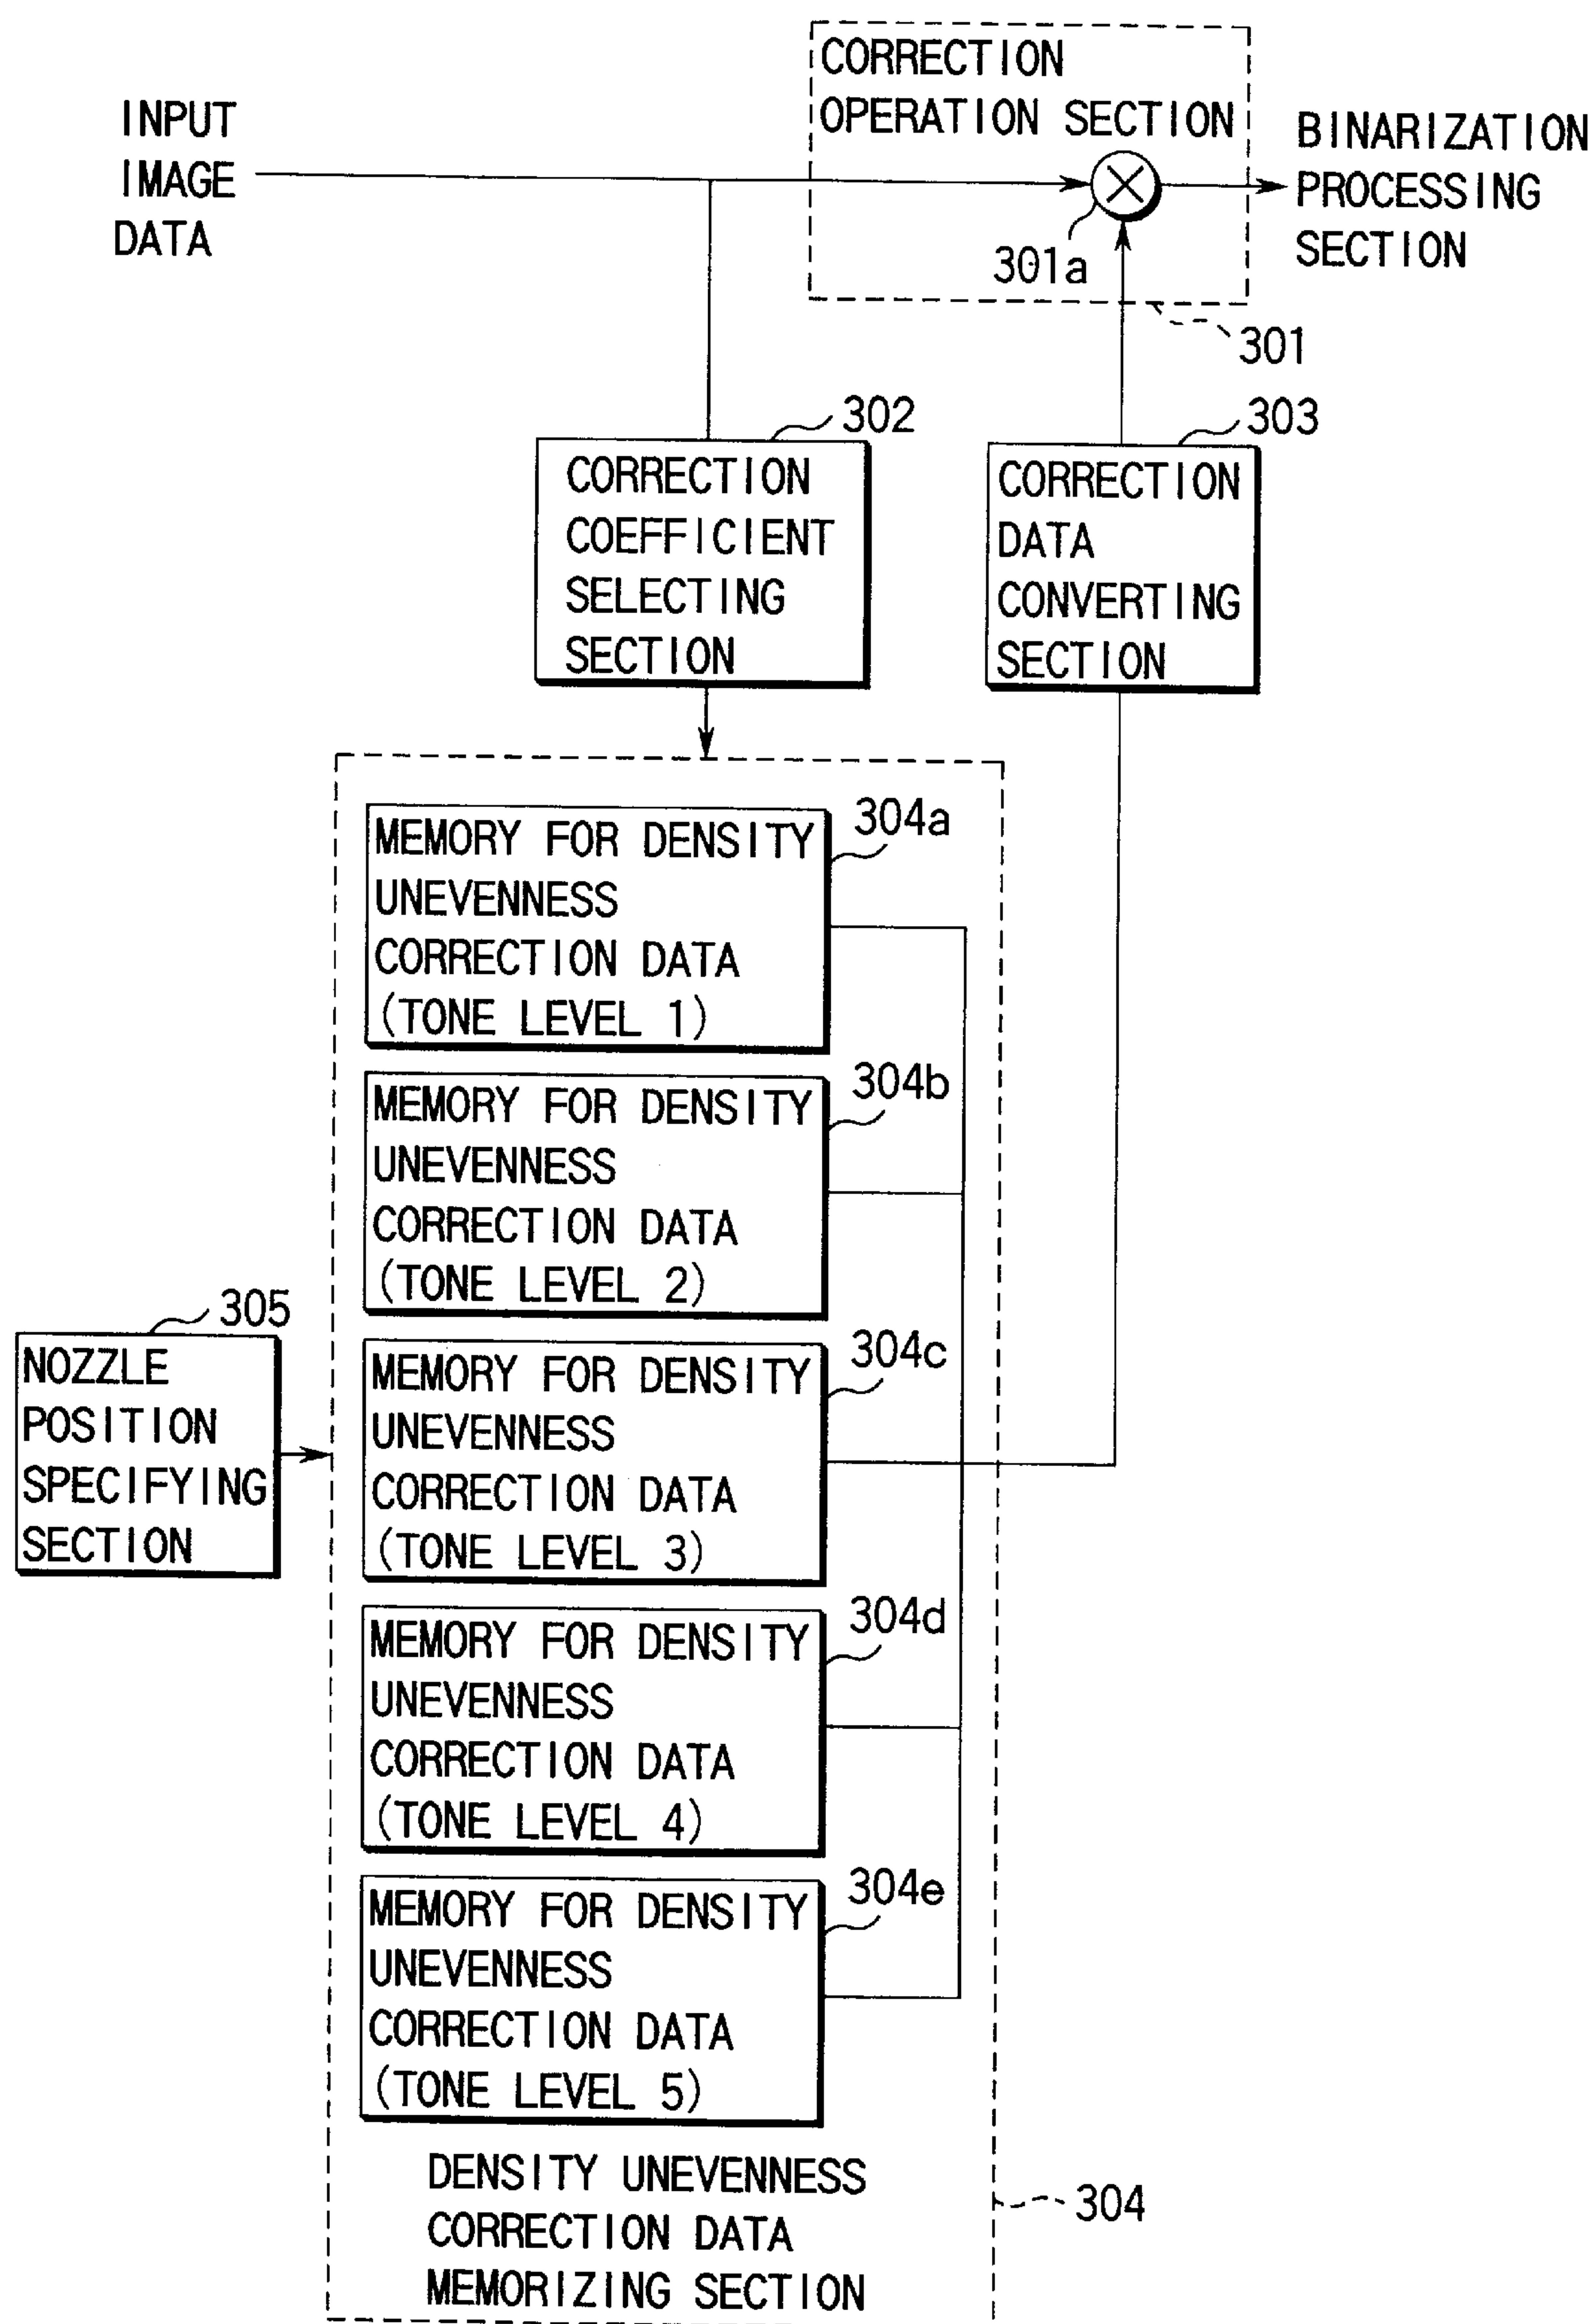 INPUT
IMAGE
DATA
CORRECTION
OPERATION SECTION
301a
BINARIZATION
PROCESSING
SECTION
301
302
CORRECTION
COEFFICIENT
SELECTING
SECTION
303
CORRECTION
DATA
CONVERTING
SECTION
304a
MEMORY FOR DENSITY
UNEVENNESS
CORRECTION DATA
(TONE LEVEL 1)
304b
MEMORY FOR DENSITY
UNEVENNESS
CORRECTION DATA
(TONE LEVEL 2)
305
NOZZLE
POSITION
SPECIFYING
SECTION
304c
MEMORY FOR DENSITY
UNEVENNESS
CORRECTION DATA
(TONE LEVEL 3)
304d
MEMORY FOR DENSITY
UNEVENNESS
CORRECTION DATA
(TONE LEVEL 4)
304e
MEMORY FOR DENSITY
UNEVENNESS
CORRECTION DATA
(TONE LEVEL 5)
DENSITY UNEVENNESS
CORRECTION DATA
MEMORIZING SECTION
304